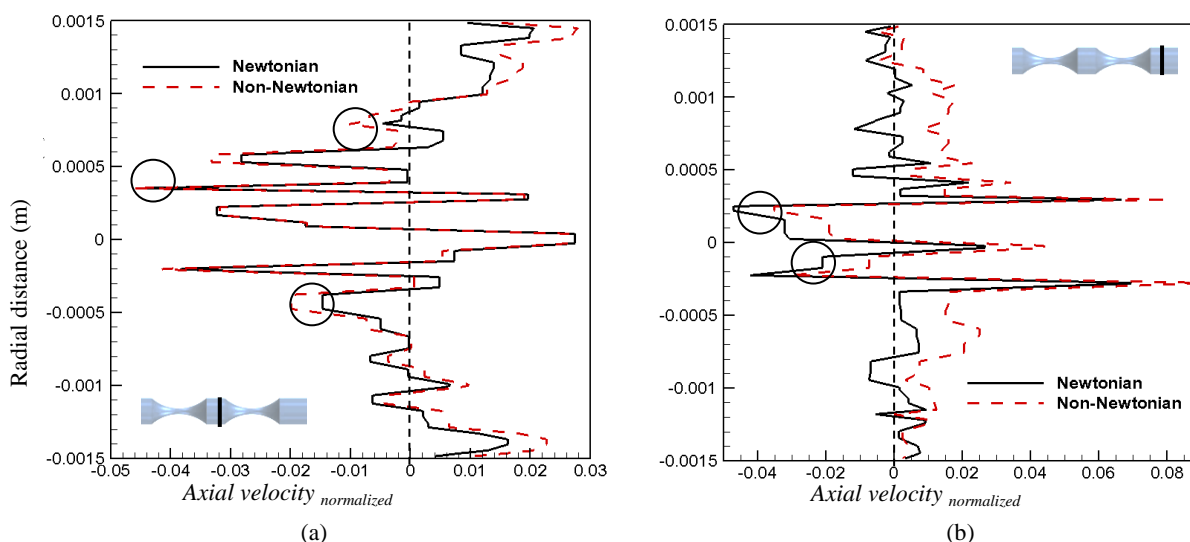 0.0015
0.001
0.0005
0
-0.0005
-0.001
-0.0015
Radial distance (m)
Newtonian
Non-Newtonian
-0.05 -0.04 -0.03 -0.02 -0.01 0 0.01 0.02 0.03
Axial velocity normalized
(a)
0.0015
0.001
0.0005
0
-0.0005
-0.001
-0.0015
Newtonian
Non-Newtonian
-0.04 -0.02 0 0.02 0.04 0.06 0.08
Axial velocity normalized
(b)